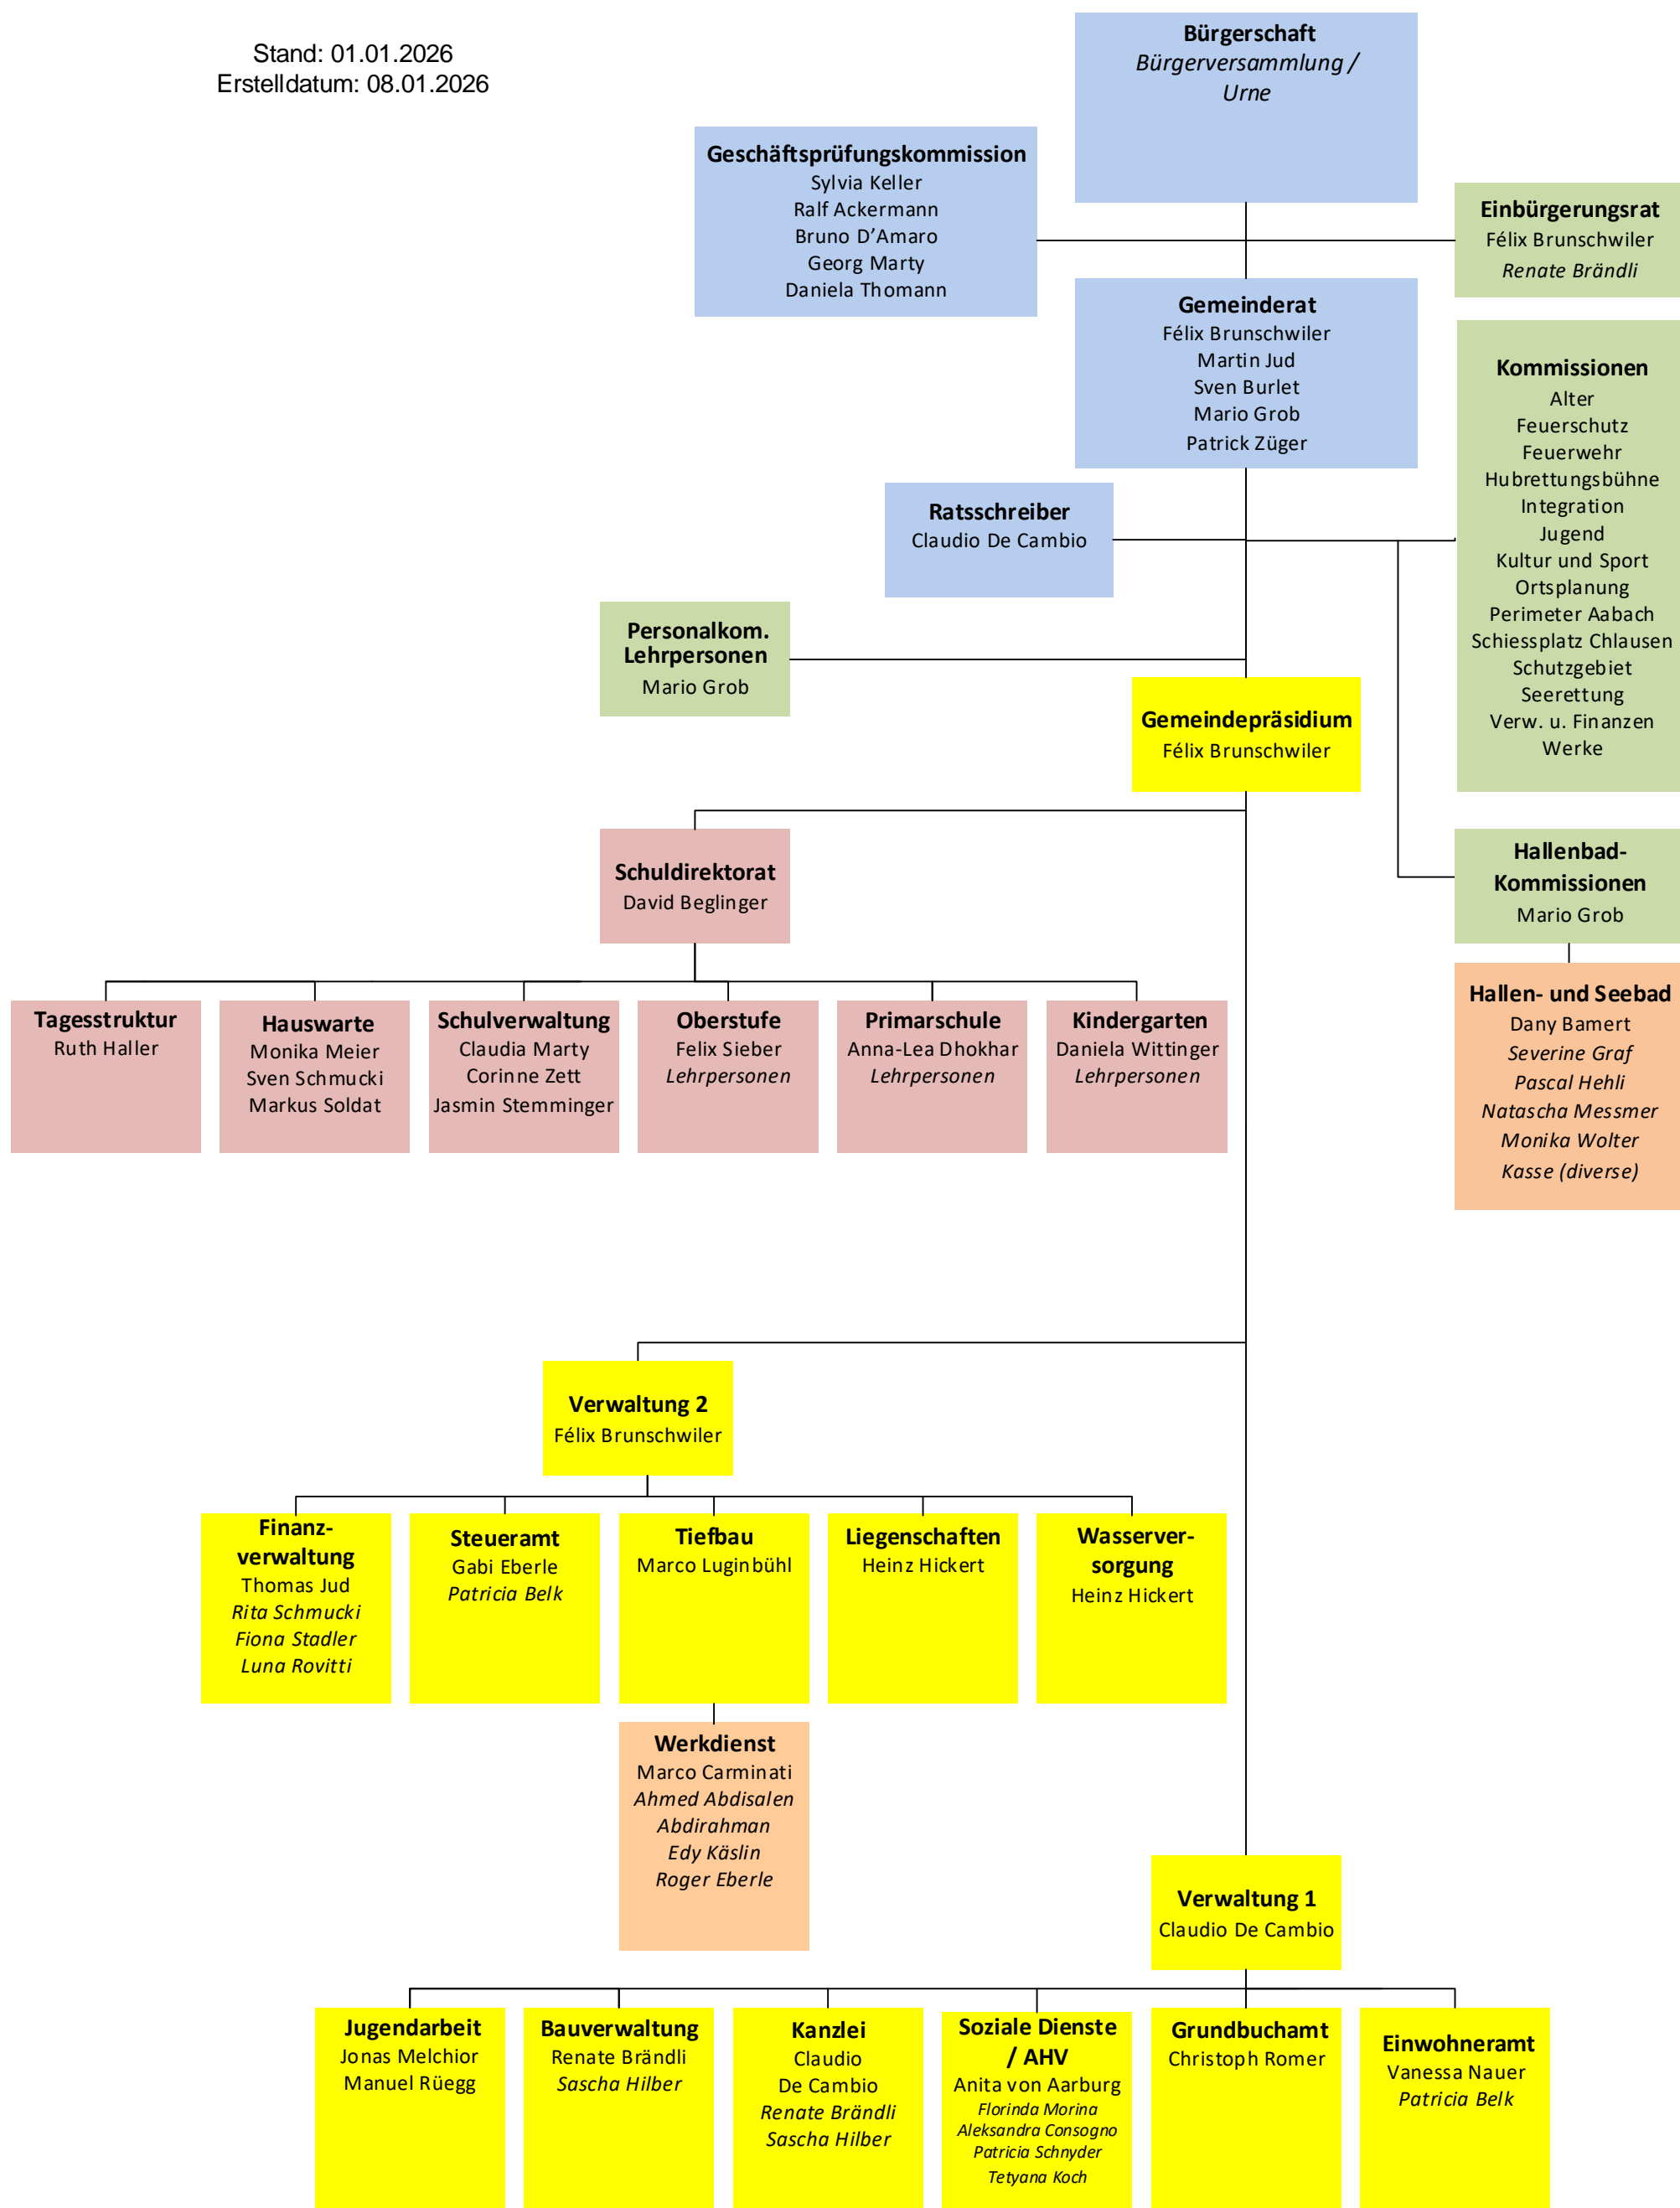 Stand: 01.01.2026
Erstelldatum: 08.01.2026
Bürgerschaft
Bürgerversammlung /
Urne
Geschäftsprüfungskommission
Sylvia Keller
Ralf Ackermann
Bruno D’Amaro
Georg Marty
Daniela Thomann
Einbürgerungsrat
Félix Brunschwiler
Renate Brändli
Gemeinderat
Félix Brunschwiler
Martin Jud
Sven Burlet
Mario Grob
Patrick Züger
Kommissionen
Alter
Feuerschutz
Feuerwehr
Hubrettungsbühne
Integration
Jugend
Kultur und Sport
Ortsplanung
Perimeter Aabach
Schiessplatz Chlausen
Schutzgebiet
Seerettung
Verw. u. Finanzen
Werke
Ratsschreiber
Claudio De Cambio
Personalkom.
Lehrpersonen
Mario Grob
Gemeindepräsidium
Félix Brunschwiler
Schuldirektorat
David Beglinger
Hallenbad-
Kommissionen
Mario Grob
Hallen- und Seebad
Dany Bamert
Severine Graf
Pascal Hehli
Natascha Messmer
Monika Wolter
Kasse (diverse)
Tagesstruktur
Ruth Haller
Hauswarte
Monika Meier
Sven Schmucki
Markus Soldat
Schulverwaltung
Claudia Marty
Corinne Zett
Jasmin Stemminger
Oberstufe
Felix Sieber
Lehrpersonen
Primarschule
Anna-Lea Dhokhar
Lehrpersonen
Kindergarten
Daniela Wittinger
Lehrpersonen
Verwaltung 2
Félix Brunschwiler
Finanz-
verwaltung
Thomas Jud
Rita Schmucki
Fiona Stadler
Luna Rovitti
Steueramt
Gabi Eberle
Patricia Belk
Tiefbau
Marco Luginbühl
Liegenschaften
Heinz Hickert
Wasserver-
sorgung
Heinz Hickert
Werkdienst
Marco Carminati
Ahmed Abdisalen
Abdirahman
Edy Käslin
Roger Eberle
Verwaltung 1
Claudio De Cambio
Jugendarbeit
Jonas Melchior
Manuel Rüegg
Bauverwaltung
Renate Brändli
Sascha Hilber
Kanzlei
Claudio
De Cambio
Renate Brändli
Sascha Hilber
Soziale Dienste
/ AHV
Anita von Aarburg
Florinda Morina
Aleksandra Consogno
Patricia Schnyder
Tetyana Koch
Grundbuchamt
Christoph Romer
Einwohneramt
Vanessa Nauer
Patricia Belk